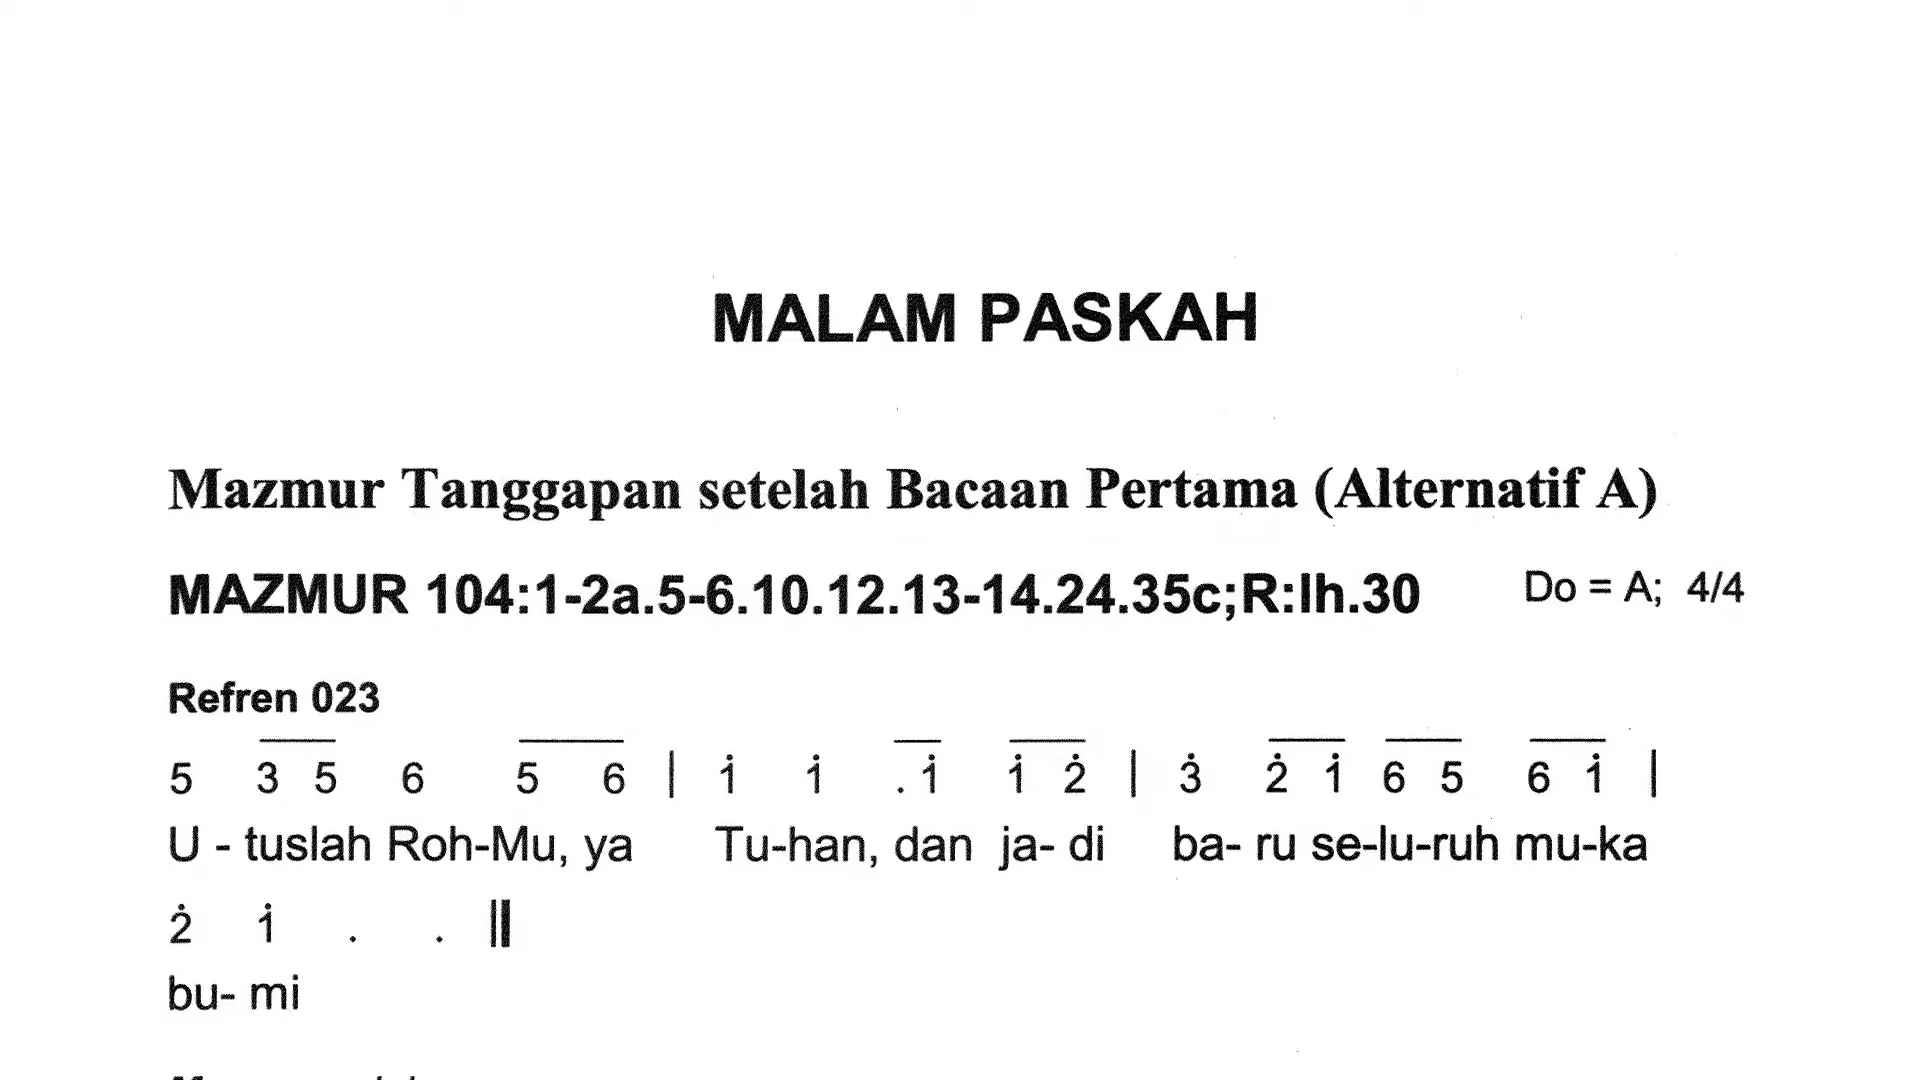 MALAM PASKAH
Mazmur Tanggapan setelah Bacaan Pertama (Alternatif A)
MAZMUR 104:1-2a.5-6.10.12.13-14.24.35c;R:lh.30 Do = A; 4/4
Refren 023
5 3 5 6 5 6 | 1̇ 1̇ .1̇ 1̇ 2̇ | 3̇ 2̇ 1̇ 6 5 6 1̇ |
U - tuslah Roh-Mu, ya Tu-han, dan ja- di ba- ru se-lu-ruh mu-ka
2̇ 1̇ . . ||
bu- mi